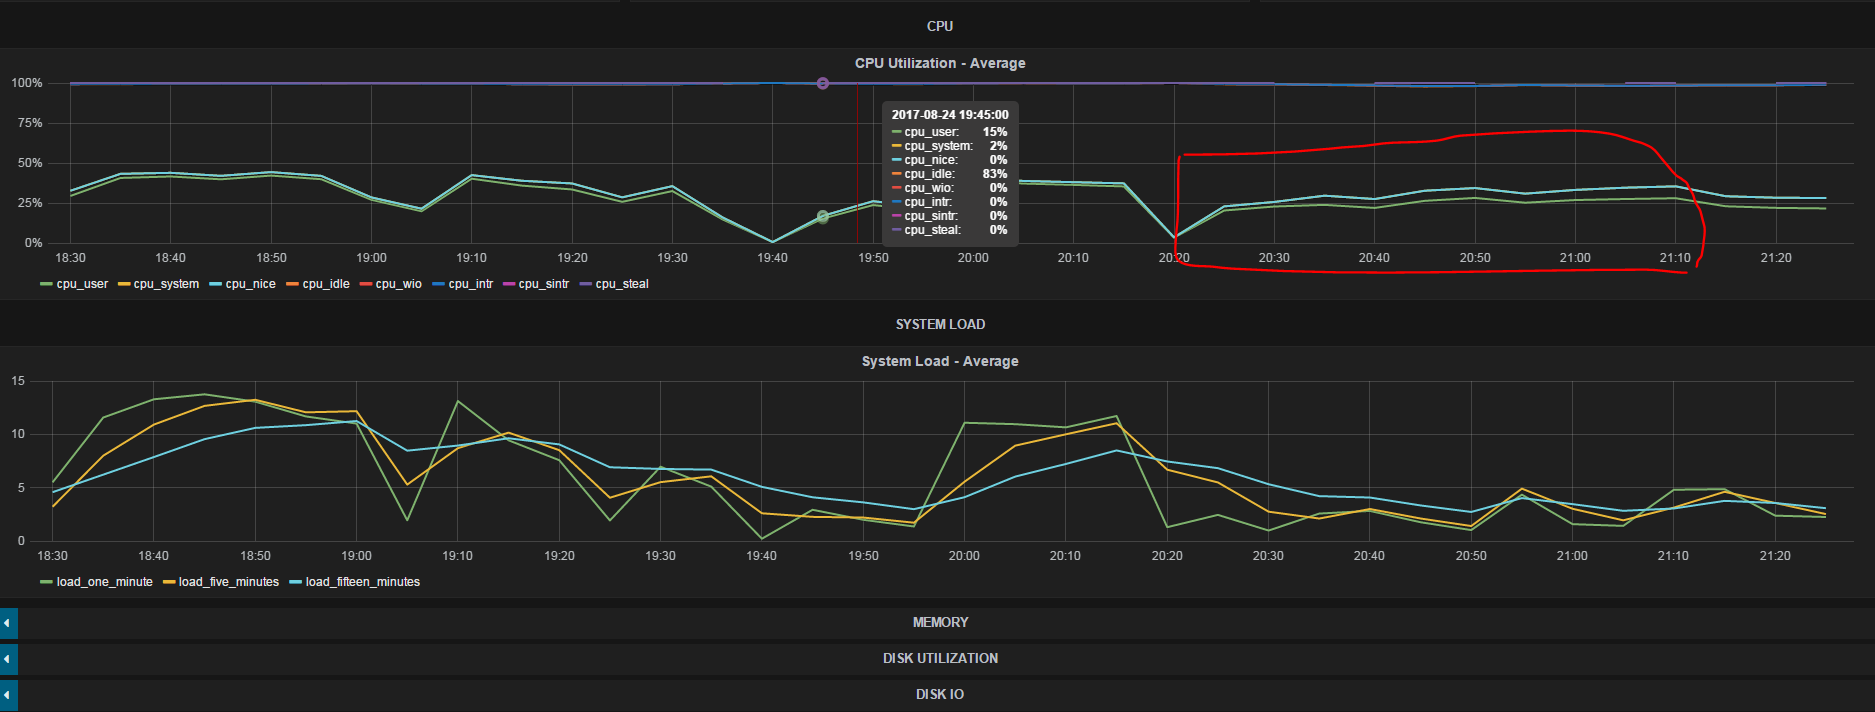 CPU
CPU Utilization - Average
100%
75%
50%
25%
0%
2017-08-24 19:45:00
cpu_user: 15%
cpu_system: 2%
cpu_nice: 0%
cpu_idle: 83%
cpu_wio: 0%
cpu_intr: 0%
cpu_sintr: 0%
cpu_steal: 0%
18:30 18:40 18:50 19:00 19:10 19:20 19:30 19:40 19:50 20:00 20:10 20:20 20:30 20:40 20:50 21:00 21:10 21:20
cpu_user cpu_system cpu_nice cpu_idle cpu_wio cpu_intr cpu_sintr cpu_steal
SYSTEM LOAD
System Load - Average
15
10
5
0
18:30 18:40 18:50 19:00 19:10 19:20 19:30 19:40 19:50 20:00 20:10 20:20 20:30 20:40 20:50 21:00 21:10 21:20
load_one_minute load_five_minutes load_fifteen_minutes
MEMORY
DISK UTILIZATION
DISK IO